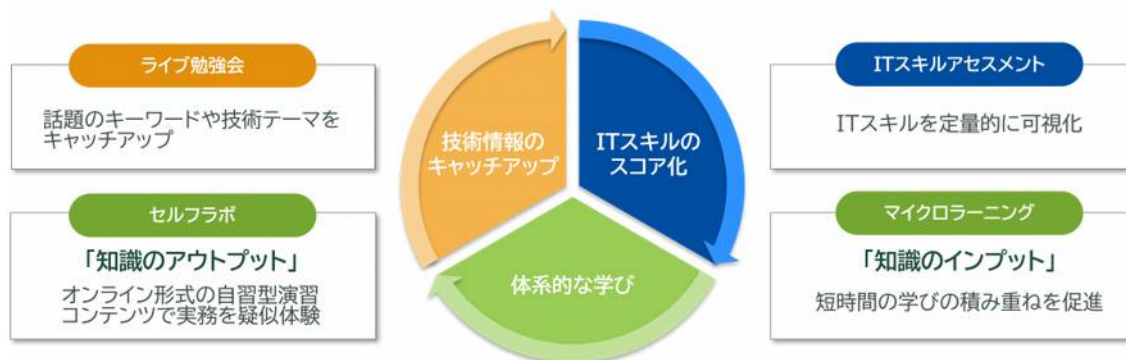 ライブ勉強会
話題のキーワードや技術テーマを
キャッチアップ
セルフラボ
「知識のアウトプット」
オンライン形式の自習型演習
コンテンツで実務を疑似体験
技術情報の
キャッチアップ
ITスキルの
スコア化
体系的な学び
ITスキルアセスメント
ITスキルを定量的に可視化
マイクロラーニング
「知識のインプット」
短時間の学びの積み重ねを促進